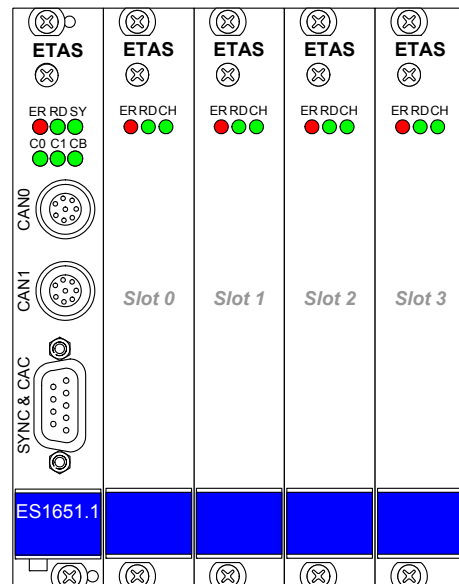 ETAS ETAS ETAS ETAS ETAS
ER RD SY ER RD CH ER RD CH ER RD CH ER RD CH
C0 C1 CB
CAN0
CAN1
Slot 0 Slot 1 Slot 2 Slot 3
SYNC & CAC
ES1651.1